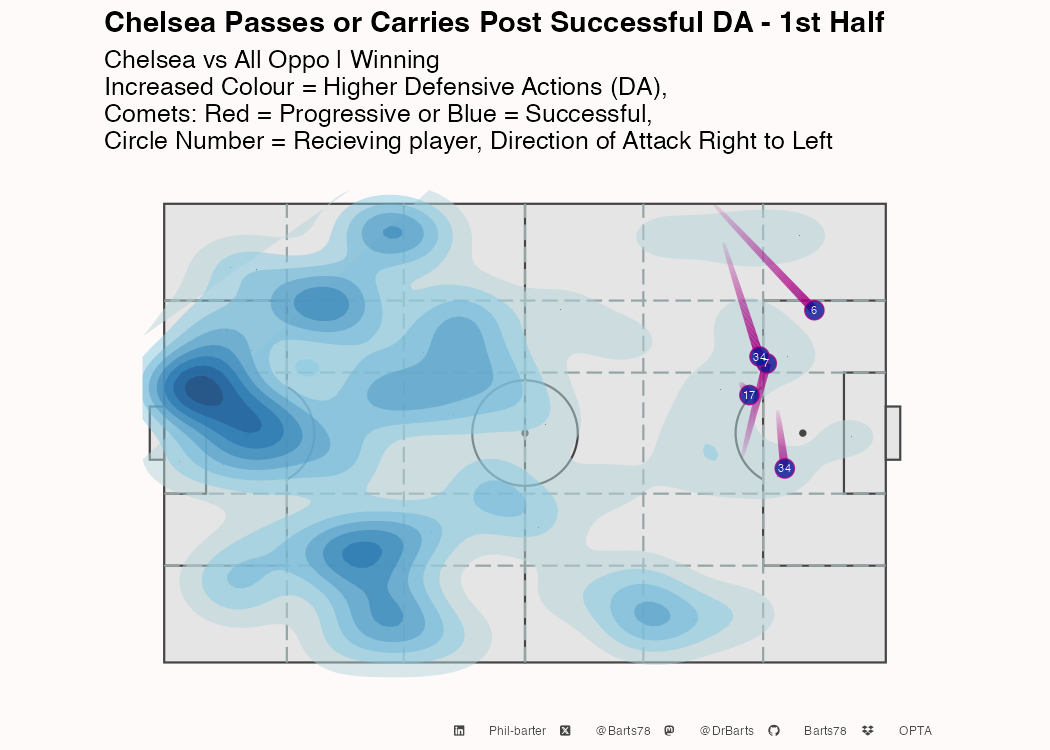 Chelsea Passes or Carries Post Successful DA - 1st Half
Chelsea vs All Oppo | Winning
Increased Colour = Higher Defensive Actions (DA),
Comets: Red = Progressive or Blue = Successful,
Circle Number = Recieving player, Direction of Attack Right to Left
6
34
7
17
34
Phil-barter @Barts78 @DrBarts Barts78 OPTA